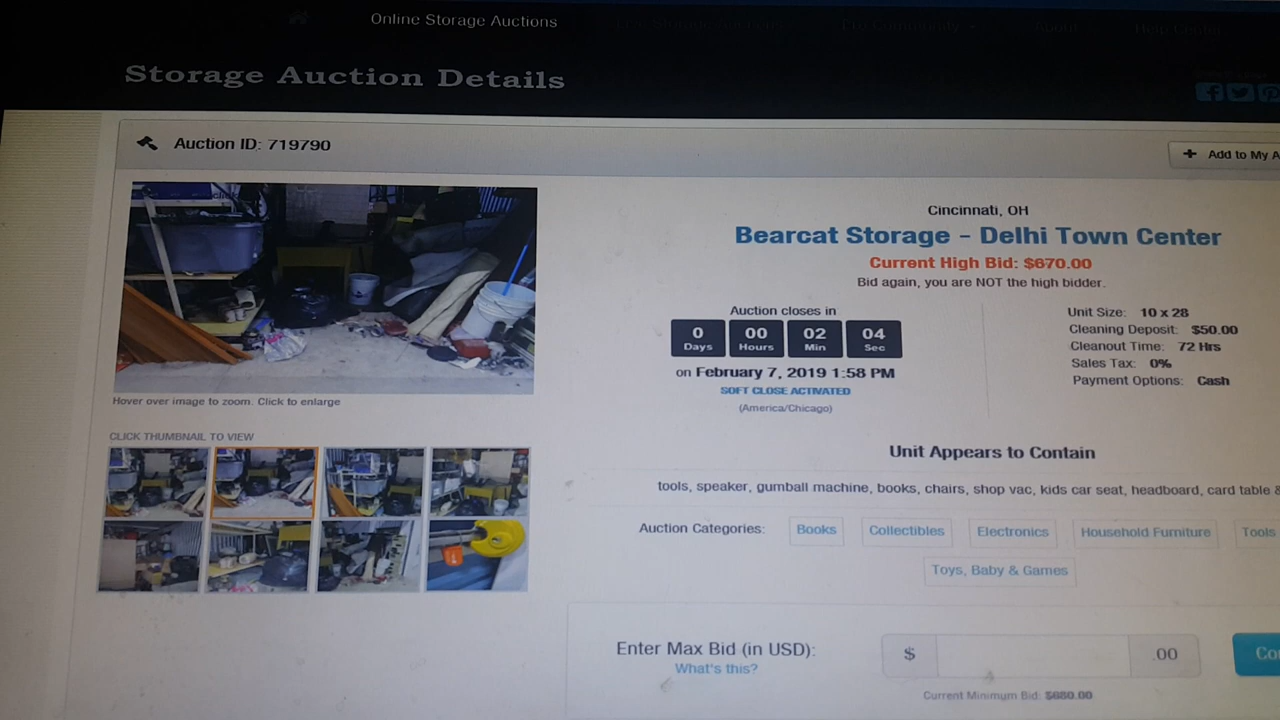 Online Storage Auctions
About
Storage Auction Details
Auction ID: 719790
Add to My A
Cincinnati, OH
Bearcat Storage - Delhi Town Center
Current High Bid: $670.00
Bid again, you are NOT the high bidder.
Auction closes in
0 00 02 04
Days Hours Min Sec
on February 7, 2019 1:58 PM
SOFT CLOSE ACTIVATED
(America/Chicago)
Unit Size: 10 x 28
Cleaning Deposit: $50.00
Cleanout Time: 72 Hrs
Sales Tax: 0%
Payment Options: Cash
Hover over image to zoom. Click to enlarge
CLICK THUMBNAIL TO VIEW
Unit Appears to Contain
tools, speaker, gumball machine, books, chairs, shop vac, kids car seat, headboard, card table &
Auction Categories: Books Collectibles Electronics Household Furniture Tools
Toys, Baby & Games
Enter Max Bid (in USD):
What's this?
$ .00
Co
Current Minimum Bid: $680.00